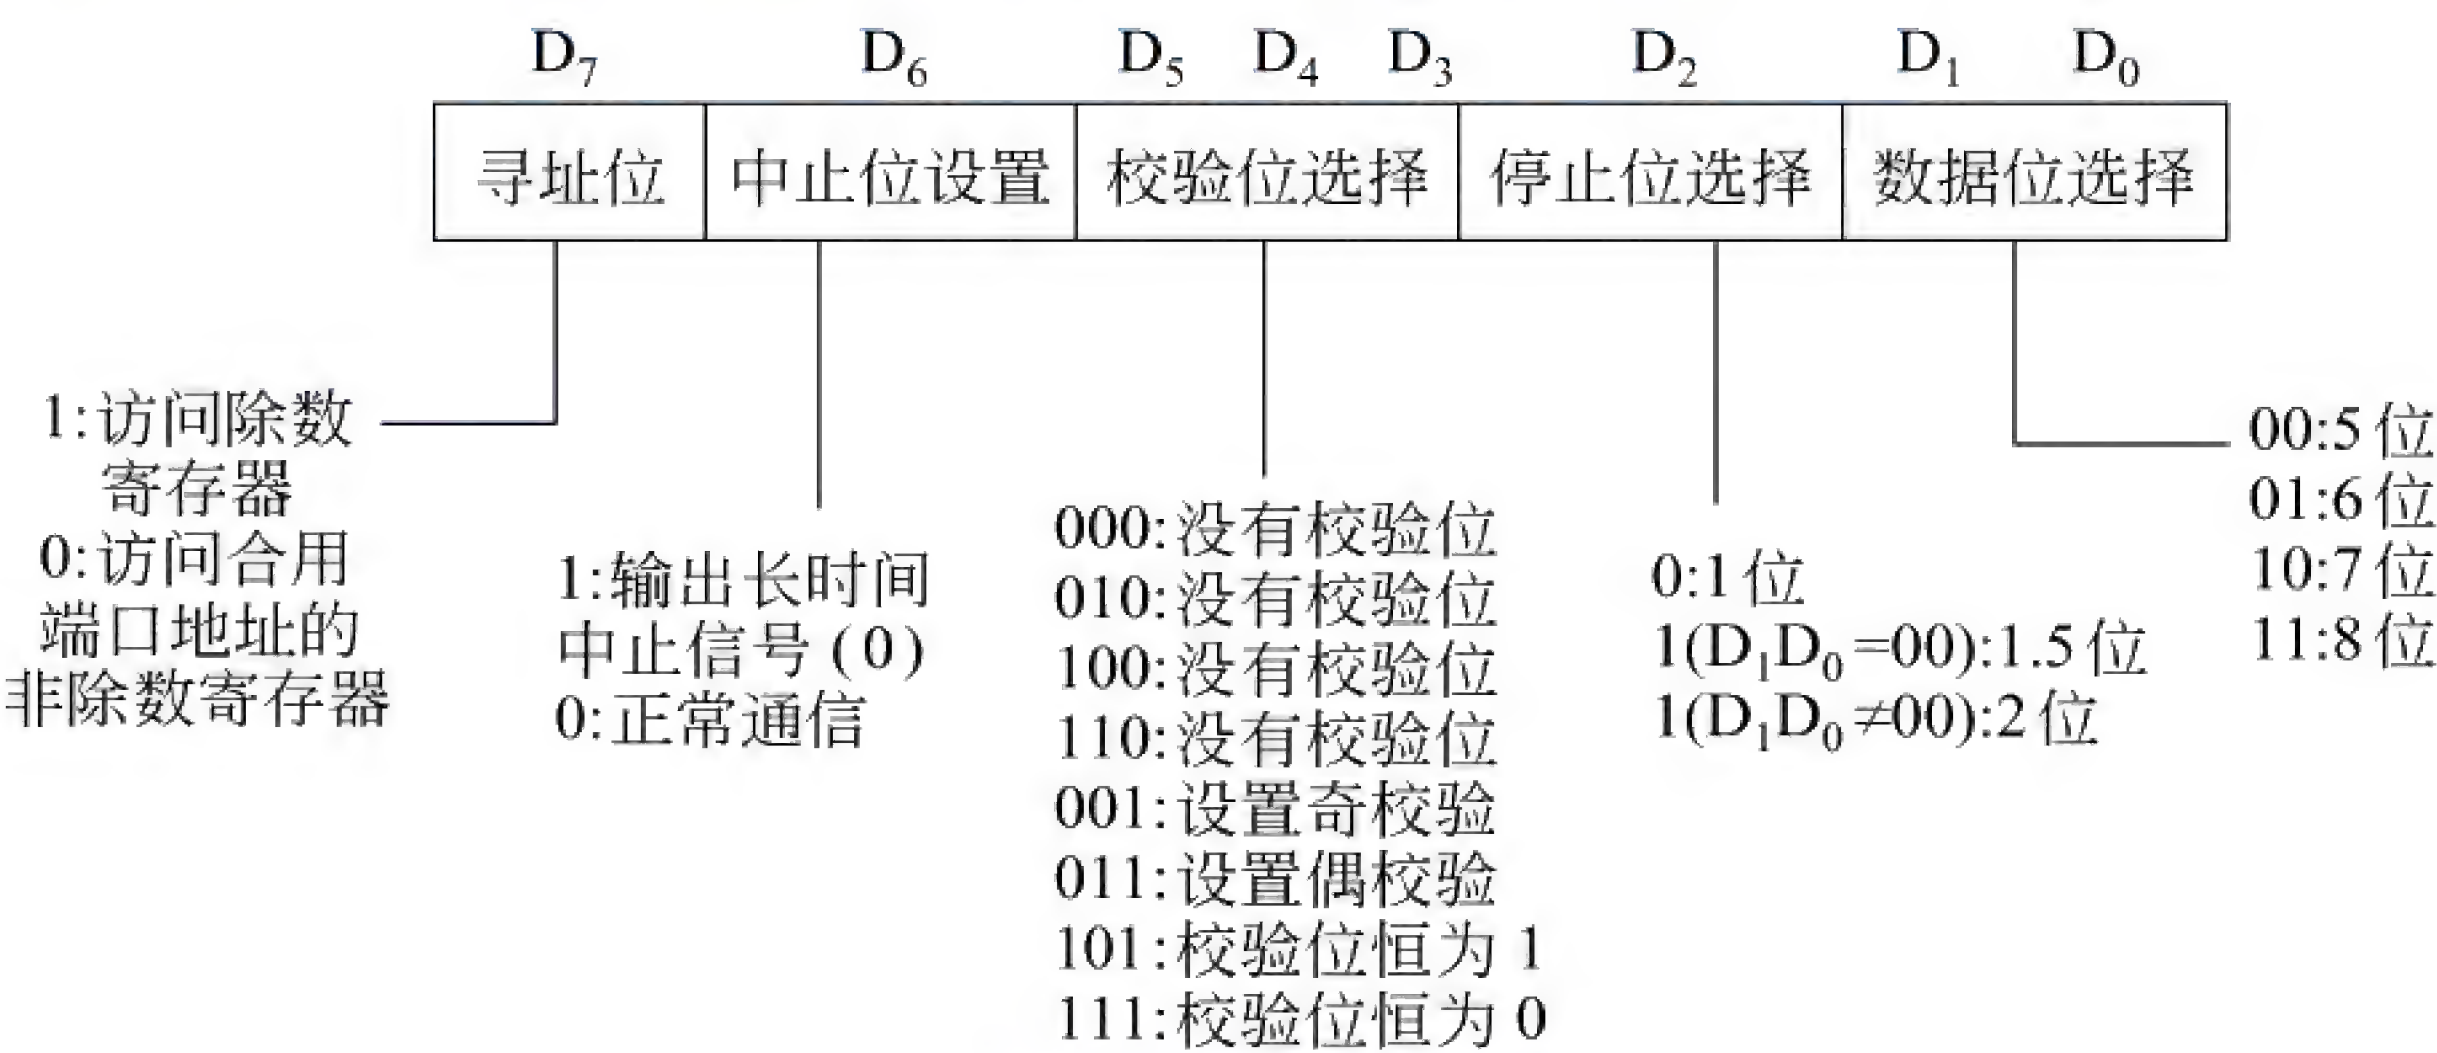 D7 D6 D5 D4 D3 D2 D1 D0
寻址位 中止位设置 校验位选择 停止位选择 数据位选择
1:访问除数
寄存器
0:访问合用
端口地址的
非除数寄存器
1:输出长时间
中止信号(0)
0:正常通信
000:没有校验位
010:没有校验位
100:没有校验位
110:没有校验位
001:设置奇校验
011:设置偶校验
101:校验位恒为 1
111:校验位恒为 0
0:1位
1(D1D0=00):1.5位
1(D1D0≠00):2位
00:5位
01:6位
10:7位
11:8位